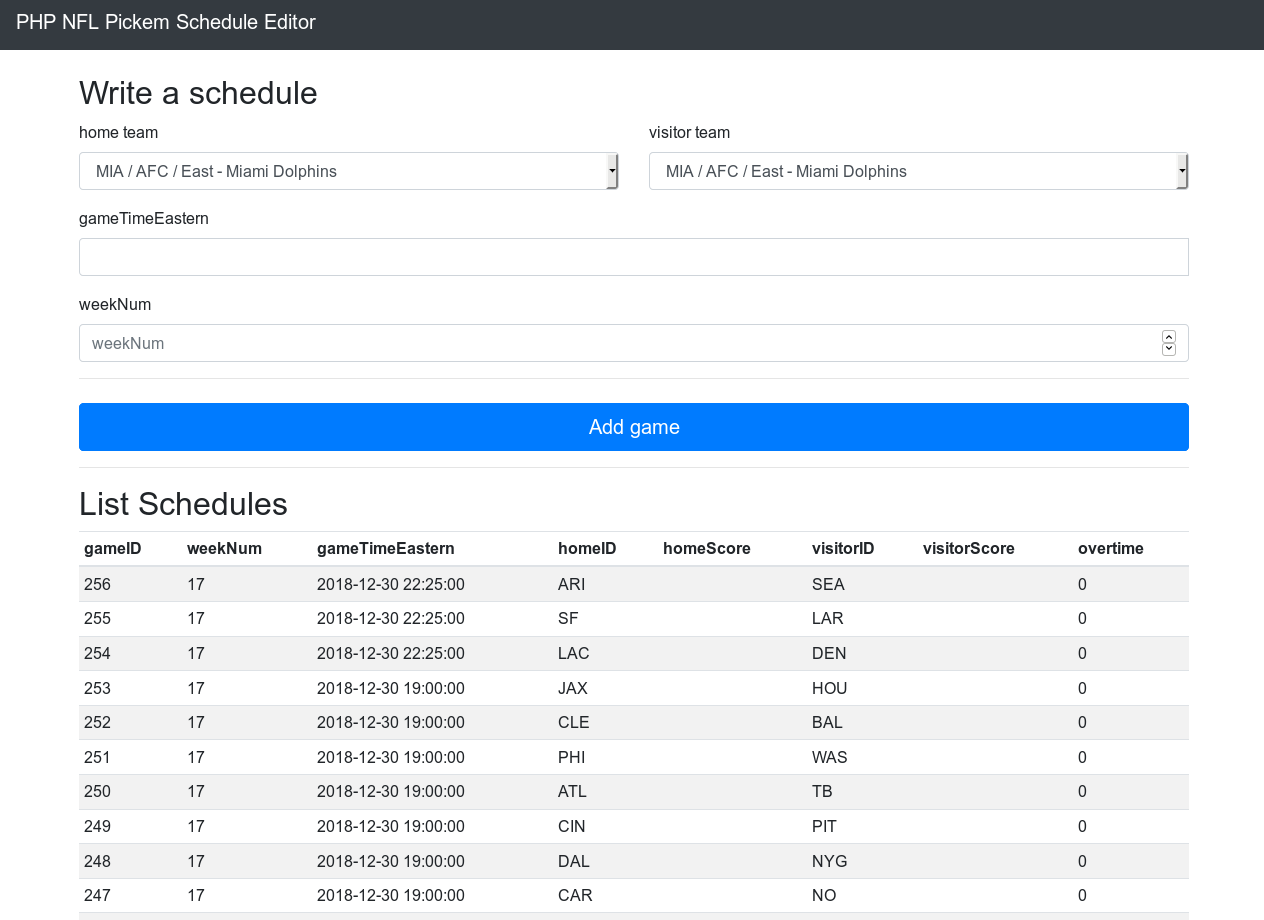 PHP NFL Pickem Schedule Editor
Write a schedule
home team visitor team
MIA / AFC / East - Miami Dolphins MIA / AFC / East - Miami Dolphins
gameTimeEastern
weekNum
weekNum
Add game
List Schedules
gameID weekNum gameTimeEastern homeID homeScore visitorID visitorScore overtime
256 17 2018-12-30 22:25:00 ARI SEA 0
255 17 2018-12-30 22:25:00 SF LAR 0
254 17 2018-12-30 22:25:00 LAC DEN 0
253 17 2018-12-30 19:00:00 JAX HOU 0
252 17 2018-12-30 19:00:00 CLE BAL 0
251 17 2018-12-30 19:00:00 PHI WAS 0
250 17 2018-12-30 19:00:00 ATL TB 0
249 17 2018-12-30 19:00:00 CIN PIT 0
248 17 2018-12-30 19:00:00 DAL NYG 0
247 17 2018-12-30 19:00:00 CAR NO 0